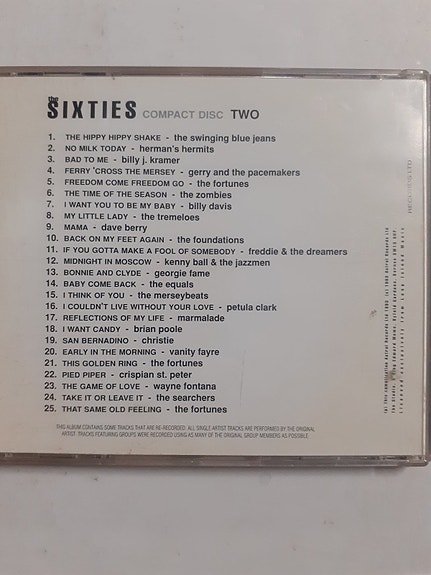 the
SIXTIES COMPACT DISC TWO
1. THE HIPPY HIPPY SHAKE - the swinging blue jeans
2. NO MILK TODAY - herman's hermits
3. BAD TO ME - billy j. kramer
4. FERRY 'CROSS THE MERSEY - gerry and the pacemakers
5. FREEDOM COME FREEDOM GO - the fortunes
6. THE TIME OF THE SEASON - the zombies
7. I WANT YOU TO BE MY BABY - billy davis
8. MY LITTLE LADY - the tremeloes
9. MAMA - dave berry
10. BACK ON MY FEET AGAIN - the foundations
11. IF YOU GOTTA MAKE A FOOL OF SOMEBODY - freddie & the dreamers
12. MIDNIGHT IN MOSCOW - kenny ball & the jazzmen
13. BONNIE AND CLYDE - georgie fame
14. BABY COME BACK - the equals
15. I THINK OF YOU - the merseybeats
16. I COULDN'T LIVE WITHOUT YOUR LOVE - petula clark
17. REFLECTIONS OF MY LIFE - marmalade
18. I WANT CANDY - brian poole
19. SAN BERNADINO - christie
20. EARLY IN THE MORNING - vanity fayre
21. THIS GOLDEN RING - the fortunes
22. PIED PIPER - crispian st. peter
23. THE GAME OF LOVE - wayne fontana
24. TAKE IT OR LEAVE IT - the searchers
25. THAT SAME OLD FEELING - the fortunes
THIS ALBUM CONTAINS SOME TRACKS THAT ARE RE-RECORDED. ALL SINGLE ARTIST TRACKS ARE PERFORMED BY THE ORIGINAL
ARTIST. TRACKS FEATURING GROUPS WERE RECORDED USING AS MANY OF THE ORIGINAL GROUP MEMBERS AS POSSIBLE